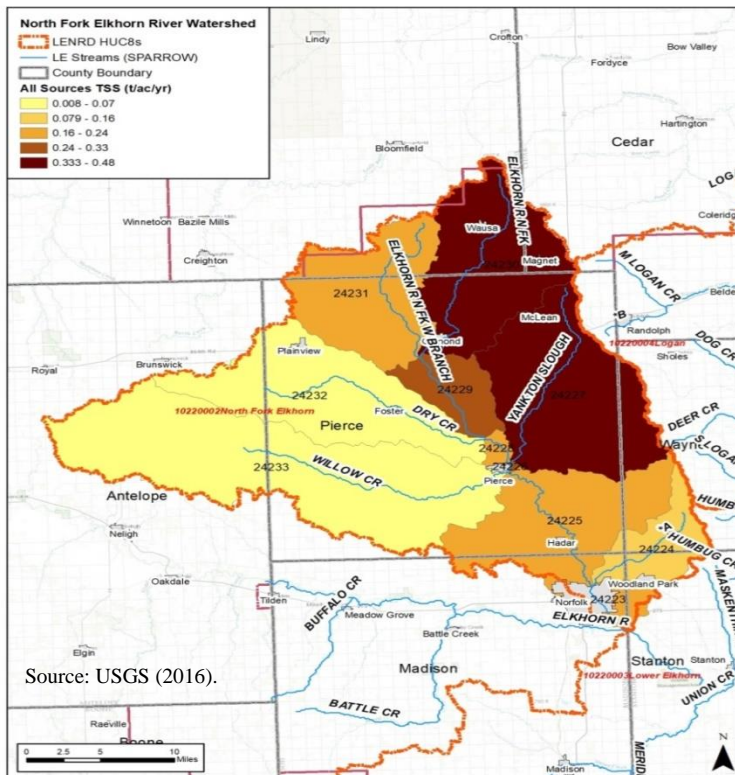 North Fork Elkhorn River Watershed
LENRD HUC8s
LE Streams (SPARROW)
County Boundary
All Sources TSS (t/ac/yr)
0.008 - 0.07
0.079 - 0.16
0.16 - 0.24
0.24 - 0.33
0.333 - 0.48
Lindy
Crofton
Bow Valley
Fordyce
Hartington
Cedar
Bloomfield
ELKHORN R N FK
Coleridge
Winnetoon
Bazile Mills
Wausa
Creighton
Magnet
ELKHORN R N FK W BRANCH
M LOGAN CR
24231
McLean
Randolph
10220004Logan
Sholes
DOG CR
Royal
Brunswick
Plainview
YANKTON SLOUGH
24229
24227
24232
Foster
DRY CR
10220002North Fork Elkhorn
Pierce
DEER CR
24233
WILLOW CR
Pierce
Antelope
Neligh
24225
Hadar
24224
HUMBUG CR
Oakdale
Tilden
BUFFALO CR
Meadow Grove
Woodland Park
Norfolk
24223
ELKHORN R
Battle Creek
Elgin
Madison
Stanton
Stanton
10220003Lower Elkhorn
UNION CR
Source: USGS (2016).
BATTLE CR
Raeville
Boone
Madison
0 2.5 5 10
Miles
N